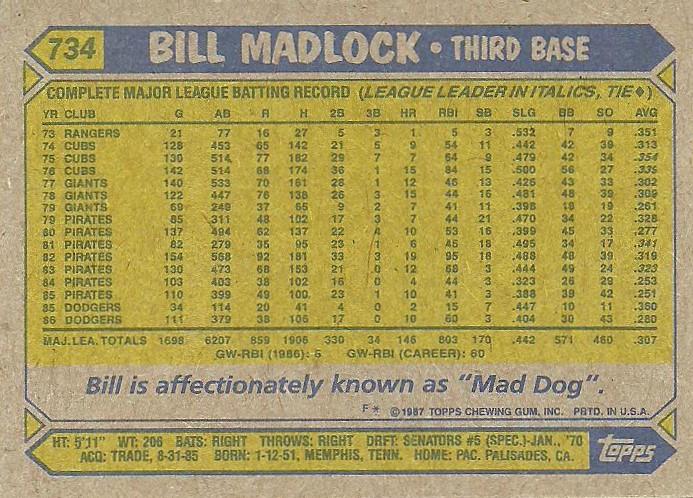 734 BILL MADLOCK • THIRD BASE
COMPLETE MAJOR LEAGUE BATTING RECORD (LEAGUE LEADER IN ITALICS, TIE♦)
YR CLUB G AB R H 2B 3B HR RBI SB SLG BB SO AVG
73 RANGERS 21 77 16 27 5 3 1 5 3 .532 7 9 .351
74 CUBS 128 453 65 142 21 5 9 54 11 .442 42 39 .313
75 CUBS 130 514 77 182 29 7 7 64 9 .479 42 34 .354
76 CUBS 142 514 68 174 36 1 15 84 15 .500 56 27 .339
77 GIANTS 140 533 70 161 28 1 12 46 13 .426 43 33 .302
78 GIANTS 122 447 76 138 26 3 15 44 16 .481 48 39 .309
79 GIANTS 69 249 37 65 9 2 7 41 11 .398 18 19 .261
79 PIRATES 85 311 48 102 17 3 7 44 21 .470 34 22 .328
80 PIRATES 137 494 62 137 22 4 10 53 16 .399 45 33 .277
81 PIRATES 82 279 35 95 23 1 6 45 18 .495 34 17 .341
82 PIRATES 154 568 92 181 33 3 19 95 18 .488 48 39 .319
83 PIRATES 130 473 68 153 21 0 12 68 3 .444 49 24 .323
84 PIRATES 103 403 38 102 16 0 4 44 3 .323 26 29 .253
85 PIRATES 110 399 49 100 23 1 10 41 3 .388 39 42 .251
85 DODGERS 34 114 20 41 4 0 2 15 7 .447 10 11 .360
86 DODGERS 111 379 38 106 17 0 10 60 3 .404 30 43 .280
MAJ. LEA. TOTALS 1698 6207 859 1906 330 34 146 803 170 .442 571 460 .307
GW-RBI (1986): 5 GW-RBI (CAREER): 60
Bill is affectionately known as "Mad Dog".
F* ©1987 TOPPS CHEWING GUM, INC. PRTD. IN U.S.A.
HT: 5'11" WT: 206 BATS: RIGHT THROWS: RIGHT DRFT: SENATORS #5 (SPEC.)-JAN., '70
ACQ: TRADE, 8-31-85 BORN: 1-12-51, MEMPHIS, TENN. HOME: PAC. PALISADES, CA.
topps